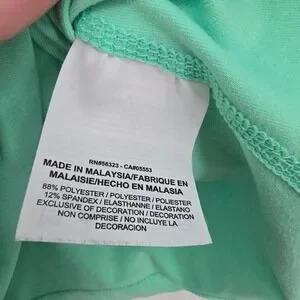 RN#56323 - CA#05553
MADE IN MALAYSIA/FABRIQUE EN
MALAISIE/HECHO EN MALASIA
88% POLYESTER / POLYESTER / POLIESTER
12% SPANDEX / ELASTHANNE / ELASTANO
EXCLUSIVE OF DECORATION / DECORATION
NON COMPRISE / NO INCLUYE LA
DECORACION